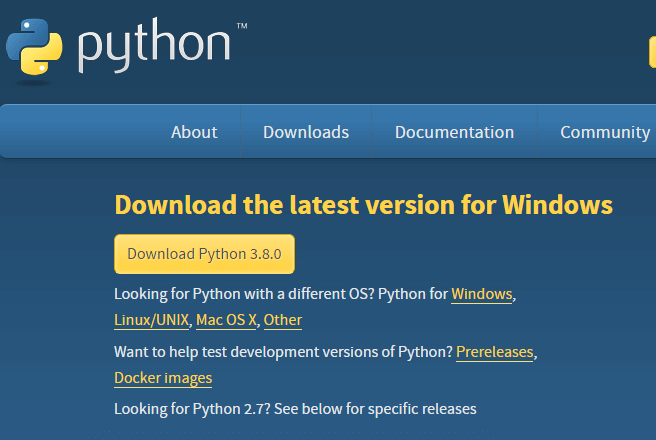 python™
About Downloads Documentation Community
Download the latest version for Windows
Download Python 3.8.0
Looking for Python with a different OS? Python for Windows,
Linux/UNIX, Mac OS X, Other
Want to help test development versions of Python? Prereleases,
Docker images
Looking for Python 2.7? See below for specific releases